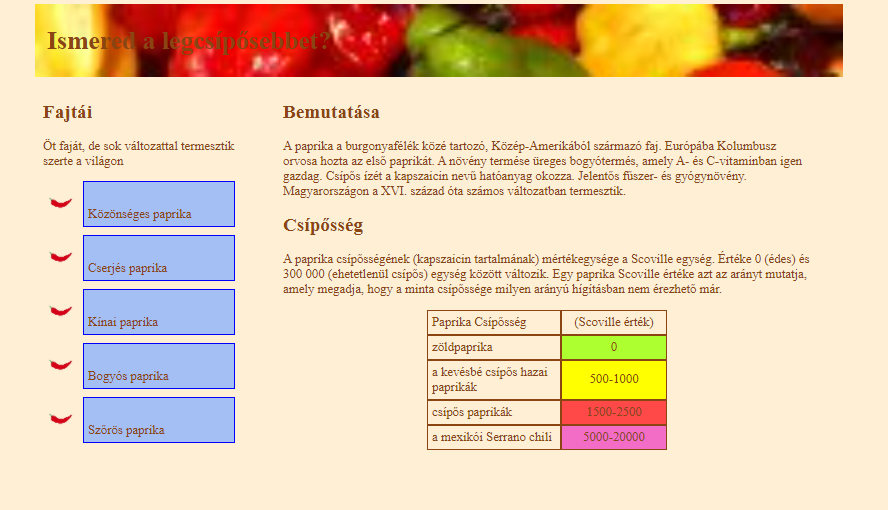 Ismered a legcsípősebbet?
Fajtái
Öt faját, de sok változattal termesztik
szerte a világon
Közönséges paprika
Cserjés paprika
Kínai paprika
Bogyós paprika
Szőrös paprika
Bemutatása
A paprika a burgonyafélék közé tartozó, Közép-Amerikából származó faj. Európába Kolumbusz
orvosa hozta az első paprikát. A növény termése üreges bogyótermés, amely A- és C-vitaminban igen
gazdag. Csípős ízét a kapszaicin nevű hatóanyag okozza. Jelentős fűszer- és gyógynövény.
Magyarországon a XVI. század óta számos változatban termesztik.
Csípősség
A paprika csípősségének (kapszaicin tartalmának) mértékegysége a Scoville egység. Értéke 0 (édes) és
300 000 (ehetetlenül csípős) egység között változik. Egy paprika Scoville értéke azt az arányt mutatja,
amely megadja, hogy a minta csípőssége milyen arányú hígításban nem érezhető már.
Paprika Csípősség (Scoville érték)
zöldpaprika 0
a kevésbé csípős hazai
paprikák 500-1000
csípős paprikák 1500-2500
a mexikói Serrano chili 5000-20000